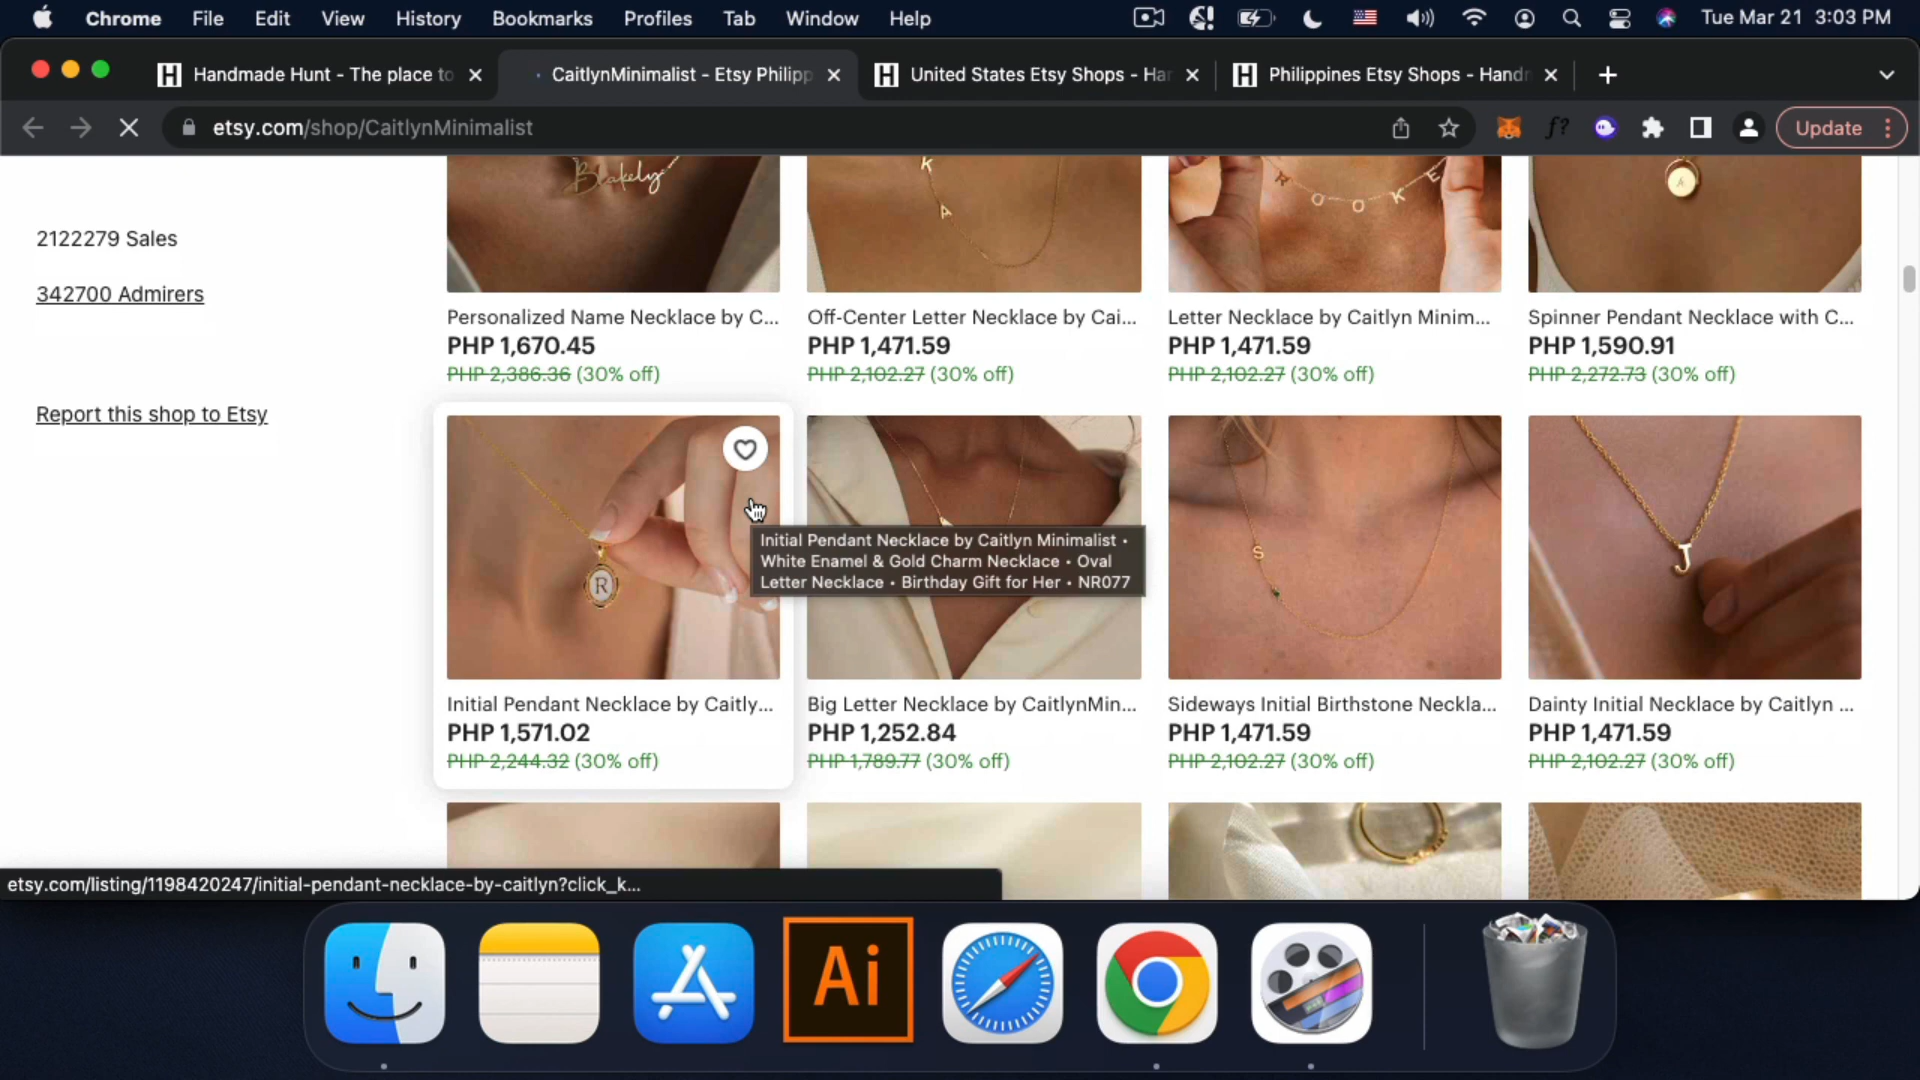 Chrome File Edit View History Bookmarks Profiles Tab Window Help Tue Mar 21 3:03 PM
Handmade Hunt - The place to
CaitlynMinimalist - Etsy Philipp
United States Etsy Shops - Har
Philippines Etsy Shops - Handr
etsy.com/shop/CaitlynMinimalist
Update
2122279 Sales
342700 Admirers
Report this shop to Etsy
Blakely
K
A
R O O K E
Personalized Name Necklace by C...
PHP 1,670.45
PHP 2,386.36 (30% off)
Off-Center Letter Necklace by Cai...
PHP 1,471.59
PHP 2,102.27 (30% off)
Letter Necklace by Caitlyn Minim...
PHP 1,471.59
PHP 2,102.27 (30% off)
Spinner Pendant Necklace with C...
PHP 1,590.91
PHP 2,272.73 (30% off)
R
S
J
Initial Pendant Necklace by Caitlyn Minimalist •
White Enamel & Gold Charm Necklace • Oval
Letter Necklace • Birthday Gift for Her • NR077
Initial Pendant Necklace by Caitly...
PHP 1,571.02
PHP 2,244.32 (30% off)
Big Letter Necklace by CaitlynMin...
PHP 1,252.84
PHP 1,789.77 (30% off)
Sideways Initial Birthstone Neckla...
PHP 1,471.59
PHP 2,102.27 (30% off)
Dainty Initial Necklace by Caitlyn ...
PHP 1,471.59
PHP 2,102.27 (30% off)
etsy.com/listing/1198420247/initial-pendant-necklace-by-caitlyn?click_k...
Ai